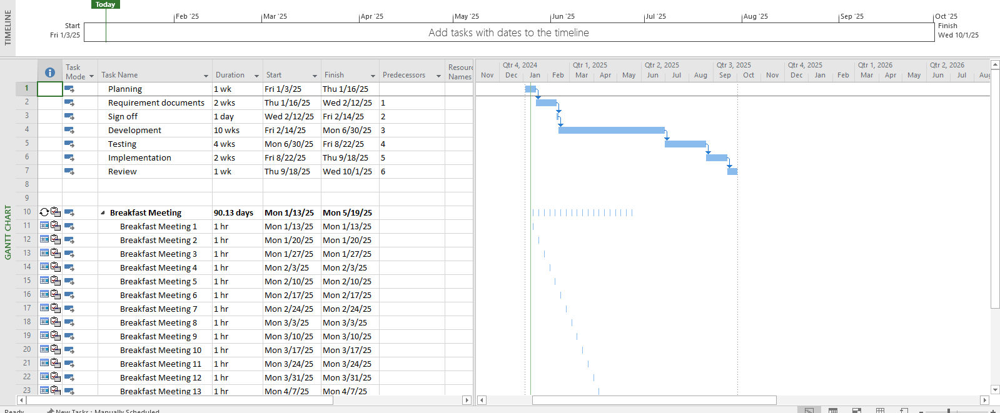 TIMELINE
Today
Feb '25 Mar '25 Apr '25 May '25 Jun '25 Jul '25 Aug '25 Sep '25 Oct '25
Start
Fri 1/3/25
Add tasks with dates to the timeline
Finish
Wed 10/1/25
GANTT CHART
Task Mode Task Name Duration Start Finish Predecessors Resource Names
Qtr 4, 2024 Qtr 1, 2025 Qtr 2, 2025 Qtr 3, 2025 Qtr 4, 2025 Qtr 1, 2026 Qtr 2, 2026
Nov Dec Jan Feb Mar Apr May Jun Jul Aug Sep Oct Nov Dec Jan Feb Mar Apr May Jun Jul Aug
1 Planning 1 wk Fri 1/3/25 Thu 1/16/25
2 Requirement documents 2 wks Thu 1/16/25 Wed 2/12/25 1
3 Sign off 1 day Wed 2/12/25 Fri 2/14/25 2
4 Development 10 wks Fri 2/14/25 Mon 6/30/25 3
5 Testing 4 wks Mon 6/30/25 Fri 8/22/25 4
6 Implementation 2 wks Fri 8/22/25 Thu 9/18/25 5
7 Review 1 wk Thu 9/18/25 Wed 10/1/25 6
8
9
10 Breakfast Meeting 90.13 days Mon 1/13/25 Mon 5/19/25
11 Breakfast Meeting 1 1 hr Mon 1/13/25 Mon 1/13/25
12 Breakfast Meeting 2 1 hr Mon 1/20/25 Mon 1/20/25
13 Breakfast Meeting 3 1 hr Mon 1/27/25 Mon 1/27/25
14 Breakfast Meeting 4 1 hr Mon 2/3/25 Mon 2/3/25
15 Breakfast Meeting 5 1 hr Mon 2/10/25 Mon 2/10/25
16 Breakfast Meeting 6 1 hr Mon 2/17/25 Mon 2/17/25
17 Breakfast Meeting 7 1 hr Mon 2/24/25 Mon 2/24/25
18 Breakfast Meeting 8 1 hr Mon 3/3/25 Mon 3/3/25
19 Breakfast Meeting 9 1 hr Mon 3/10/25 Mon 3/10/25
20 Breakfast Meeting 10 1 hr Mon 3/17/25 Mon 3/17/25
21 Breakfast Meeting 11 1 hr Mon 3/24/25 Mon 3/24/25
22 Breakfast Meeting 12 1 hr Mon 3/31/25 Mon 3/31/25
23 Breakfast Meeting 13 1 hr Mon 4/7/25 Mon 4/7/25
Ready New Tasks : Manually Scheduled